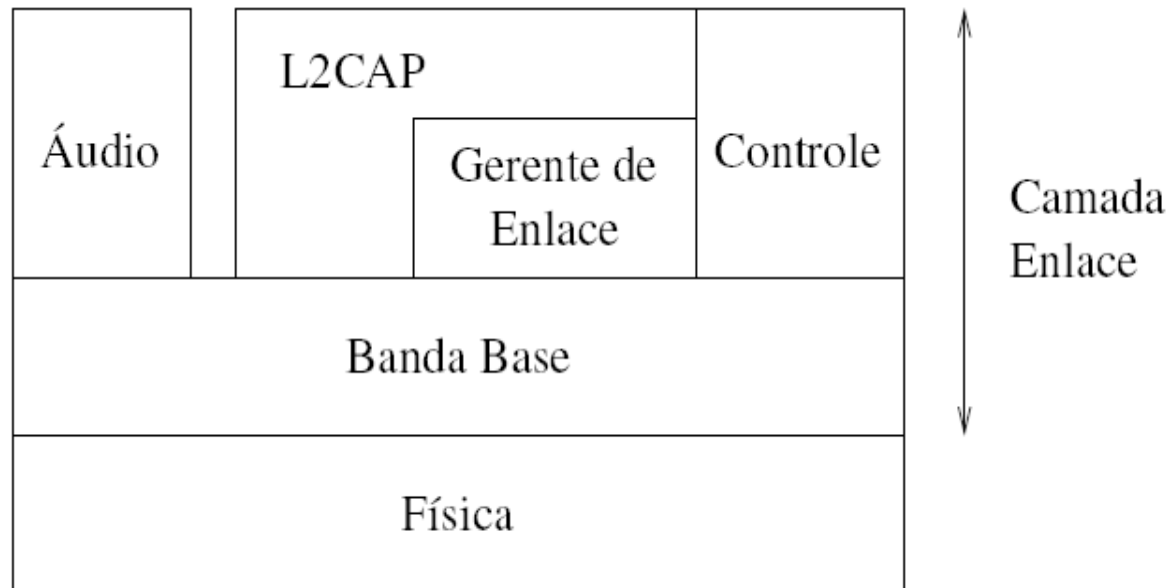 L2CAP
Áudio
Gerente de
Enlace
Controle
Camada
Enlace
Banda Base
Física